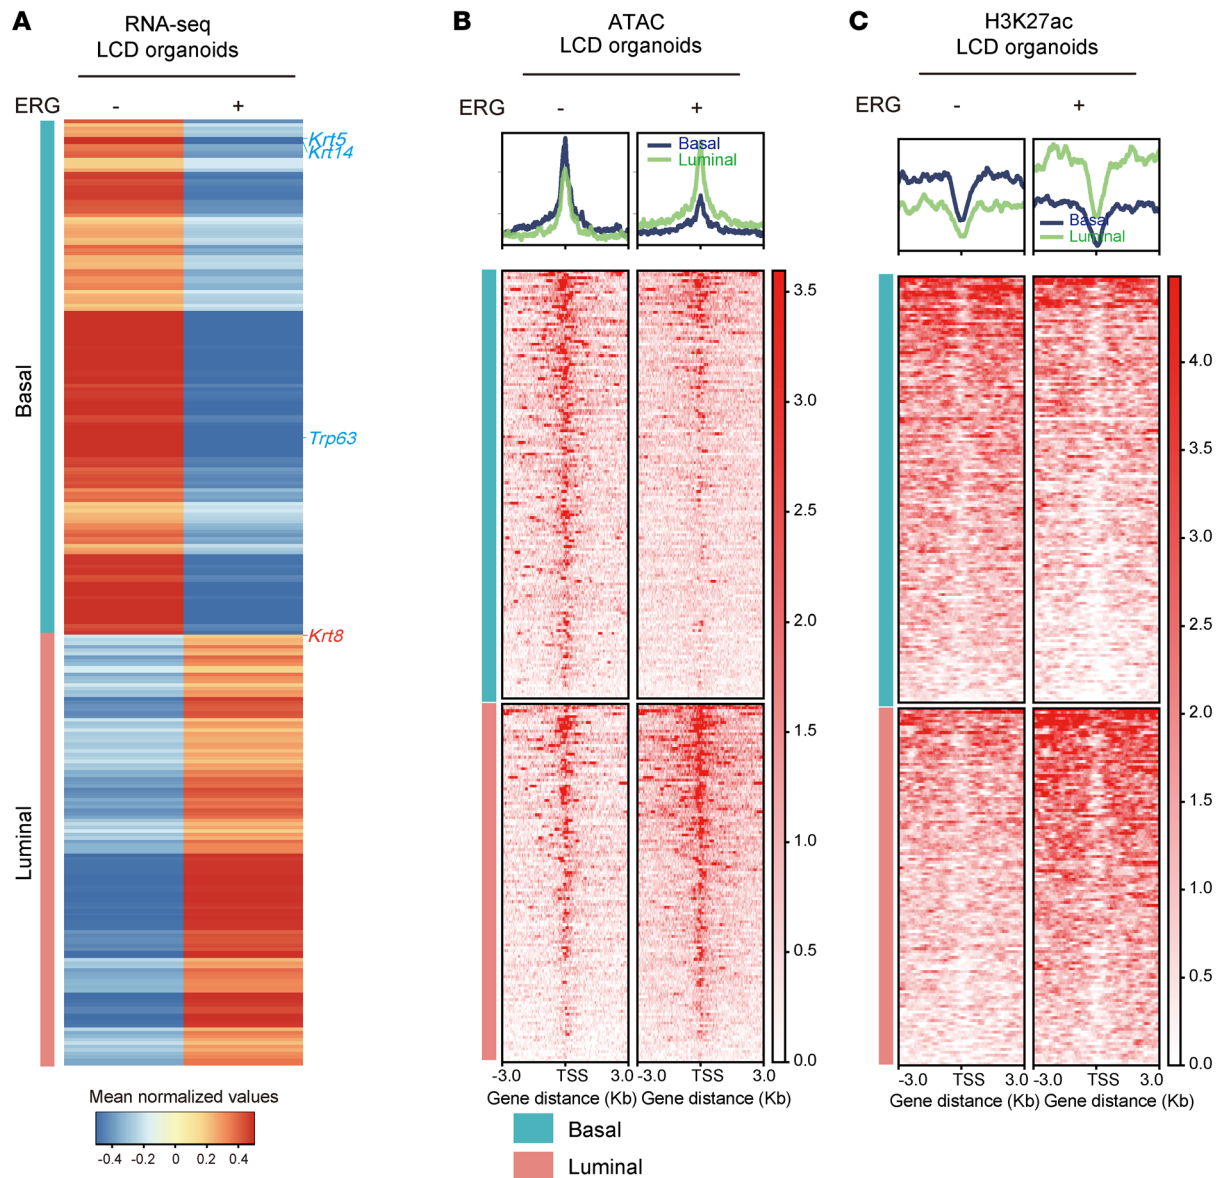 A
RNA-seq
LCD organoids
ERG - +
Krt5
Krt14
Trp63
Krt8
Basal
Luminal
Mean normalized values
-0.4 -0.2 0 0.2 0.4
B
ATAC
LCD organoids
ERG - +
Basal
Luminal
3.5
3.0
2.5
2.0
1.5
1.0
0.5
0.0
-3.0 TSS 3.0 -3.0 TSS 3.0
Gene distance (Kb) Gene distance (Kb)
Basal
Luminal
C
H3K27ac
LCD organoids
ERG - +
Basal
Luminal
4.0
3.5
3.0
2.5
2.0
1.5
1.0
0.5
0.0
-3.0 TSS 3.0 -3.0 TSS 3.0
Gene distance (Kb) Gene distance (Kb)